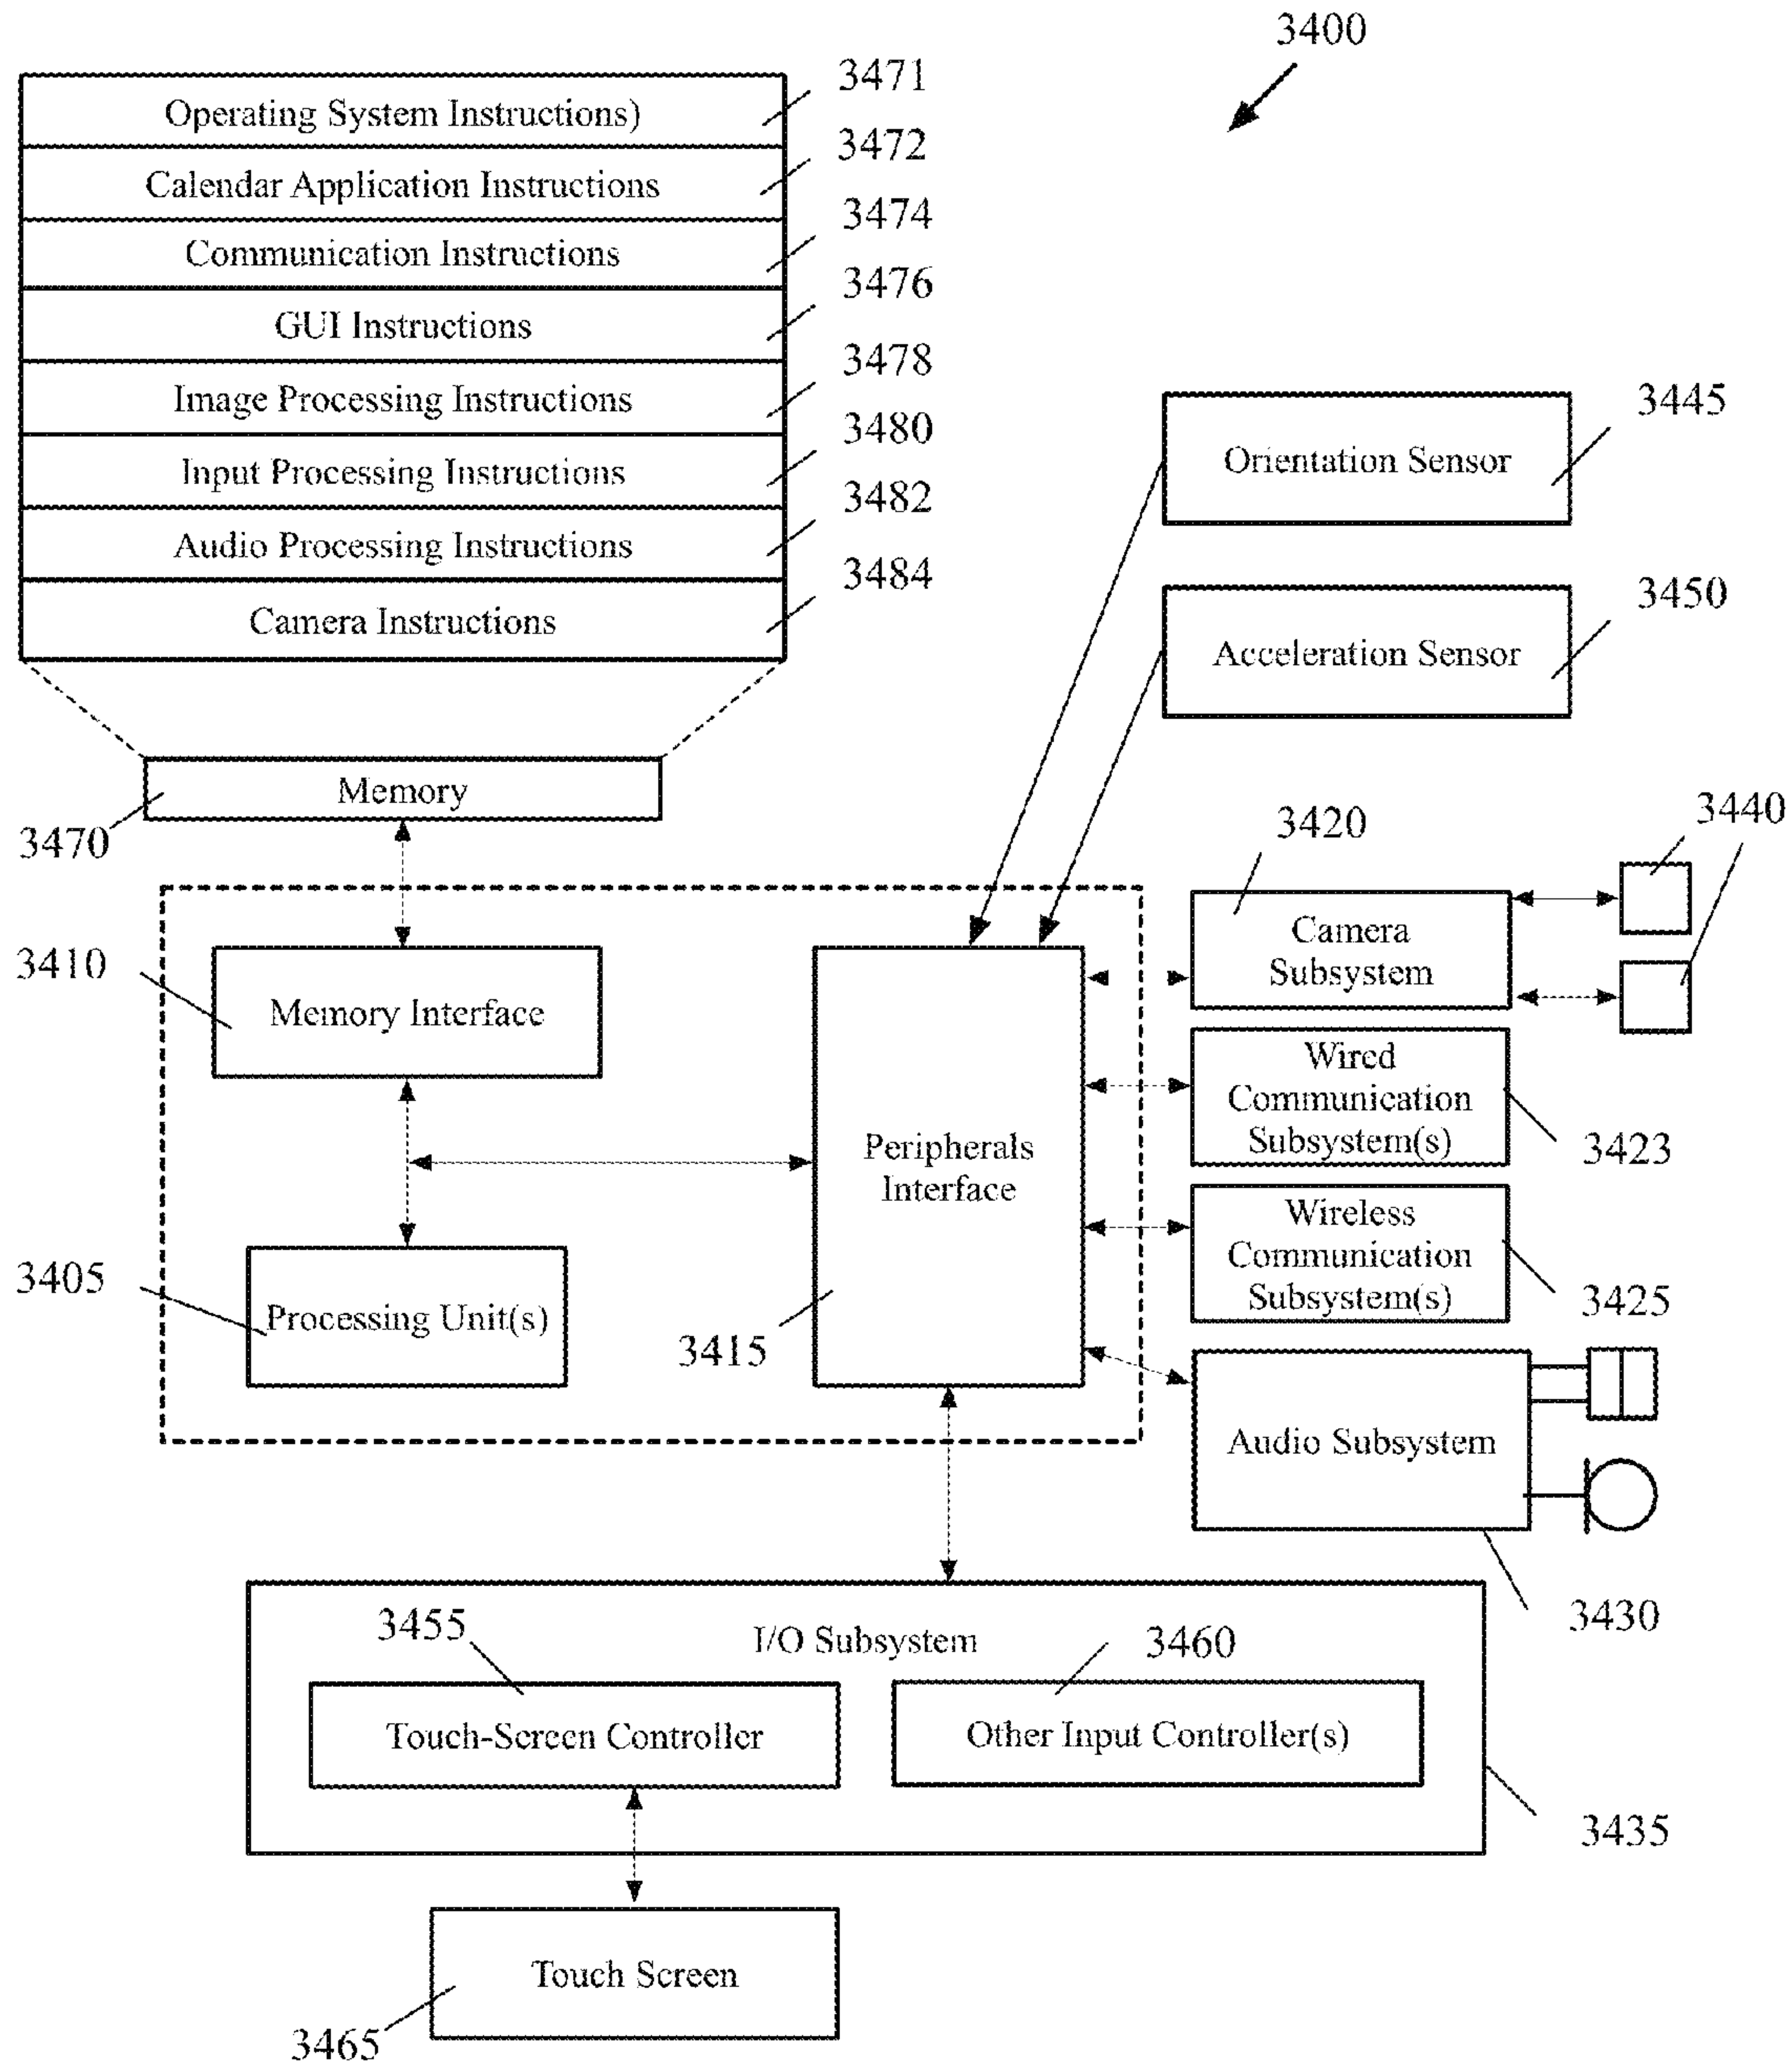 3400
3471
Operating System Instructions)
3472
Calendar Application Instructions
3474
Communication Instructions
3476
GUI Instructions
3478
Image Processing Instructions
3480
Input Processing Instructions
3482
Audio Processing Instructions
3484
Camera Instructions
3445
Orientation Sensor
3450
Acceleration Sensor
Memory
3470
3420
3440
Camera
Subsystem
3410
Memory Interface
Wired
Communication
Subsystem(s)
3423
Peripherals
Interface
Wireless
Communication
Subsystem(s)
3425
3405
Processing Unit(s)
3415
Audio Subsystem
3430
3455
I/O Subsystem
3460
Touch-Screen Controller
Other Input Controller(s)
3435
Touch Screen
3465